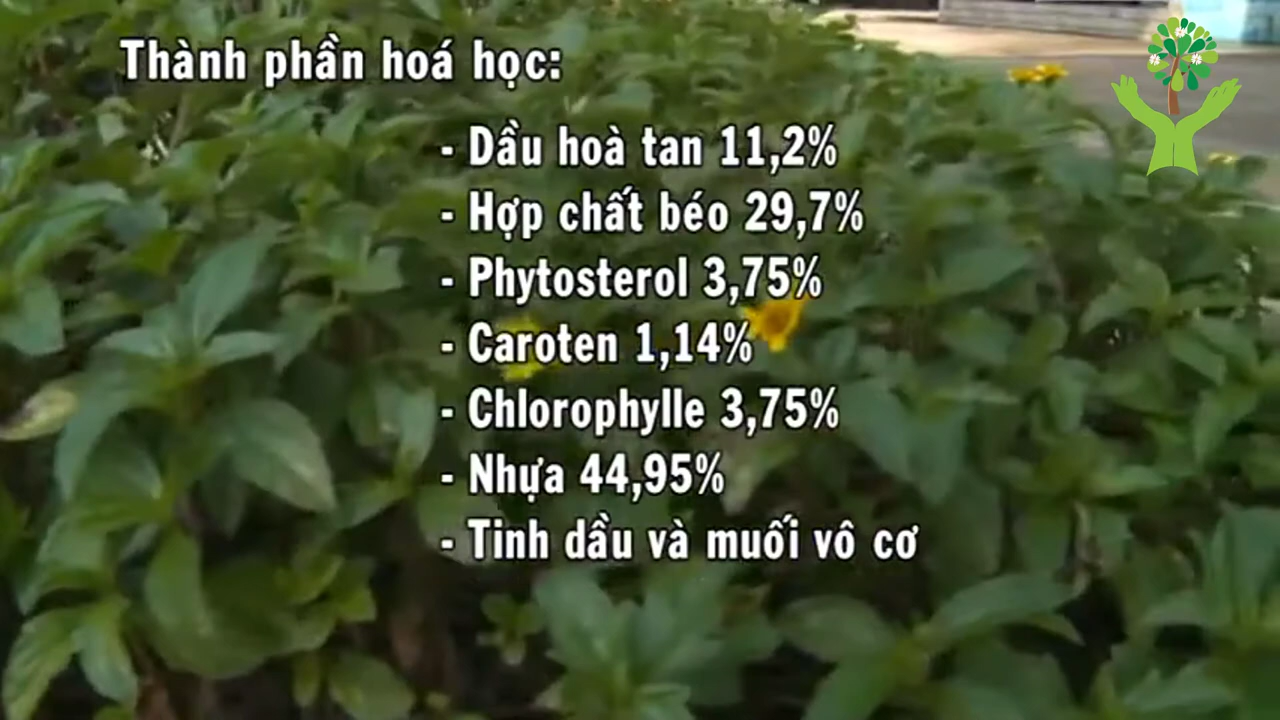 Thành phần hoá học:
- Dầu hoà tan 11,2%
- Hợp chất béo 29,7%
- Phytosterol 3,75%
- Caroten 1,14%
- Chlorophylle 3,75%
- Nhựa 44,95%
- Tinh dầu và muối vô cơ